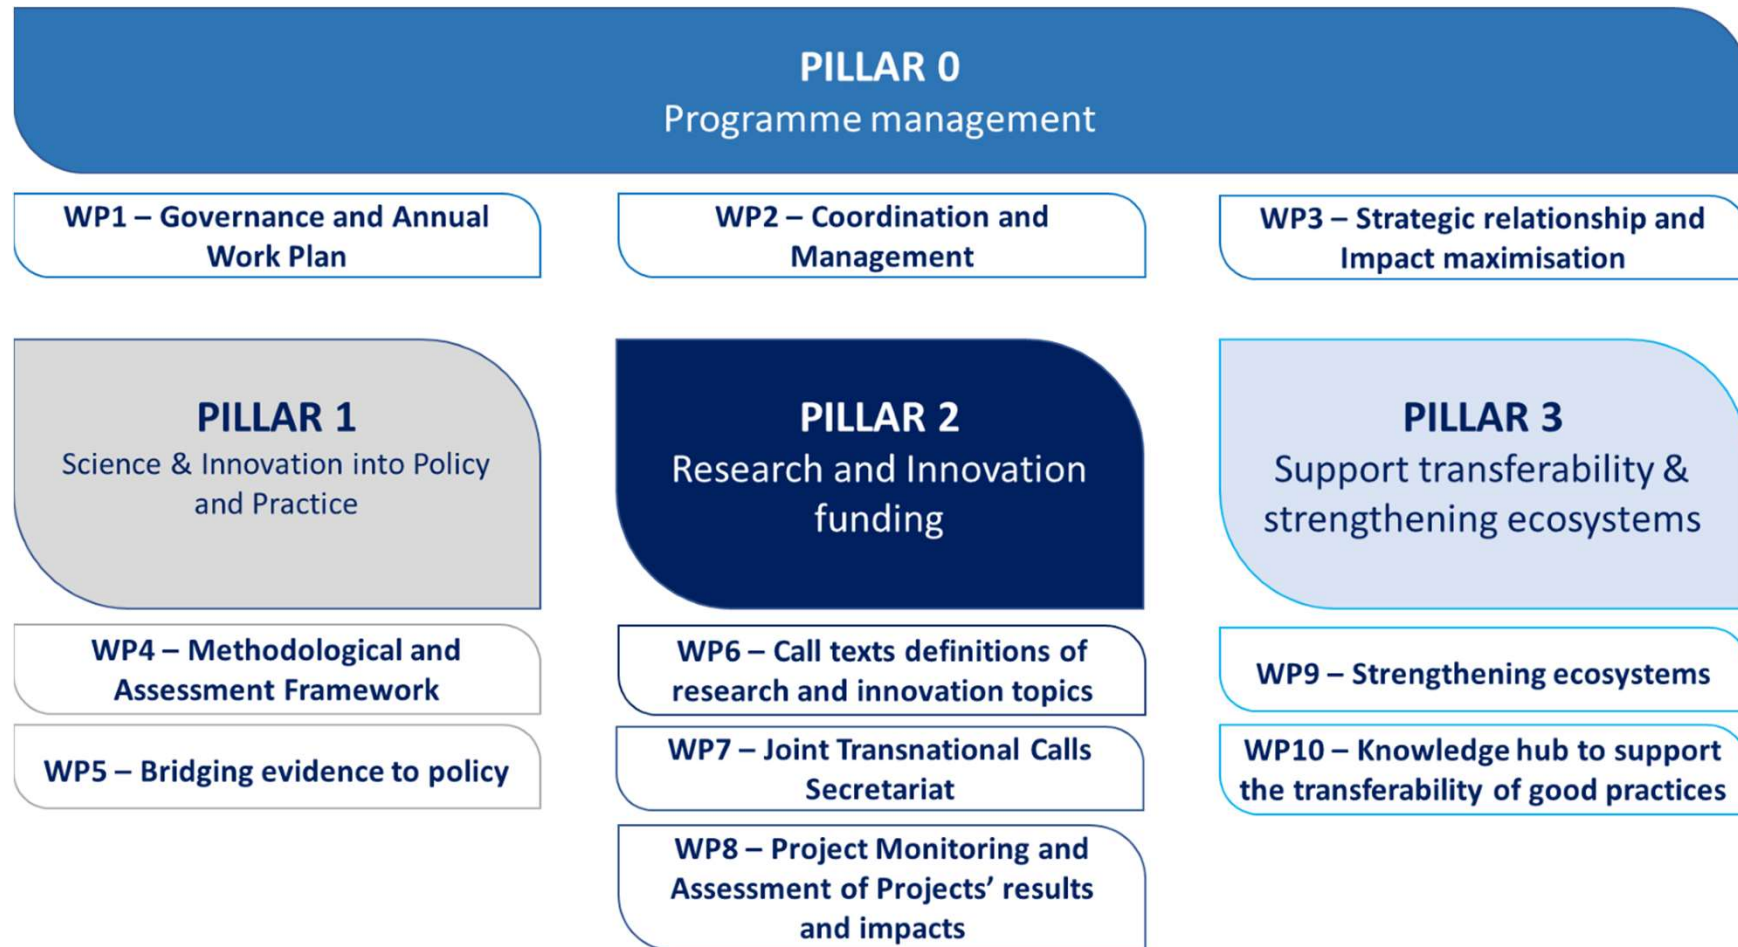 PILLAR 0
Programme management
WP1 – Governance and Annual
Work Plan
WP2 – Coordination and
Management
WP3 – Strategic relationship and
Impact maximisation
PILLAR 1
Science & Innovation into Policy
and Practice
WP4 – Methodological and
Assessment Framework
WP5 – Bridging evidence to policy
PILLAR 2
Research and Innovation
funding
WP6 – Call texts definitions of
research and innovation topics
WP7 – Joint Transnational Calls
Secretariat
WP8 – Project Monitoring and
Assessment of Projects’ results
and impacts
PILLAR 3
Support transferability &
strengthening ecosystems
WP9 – Strengthening ecosystems
WP10 – Knowledge hub to support
the transferability of good practices